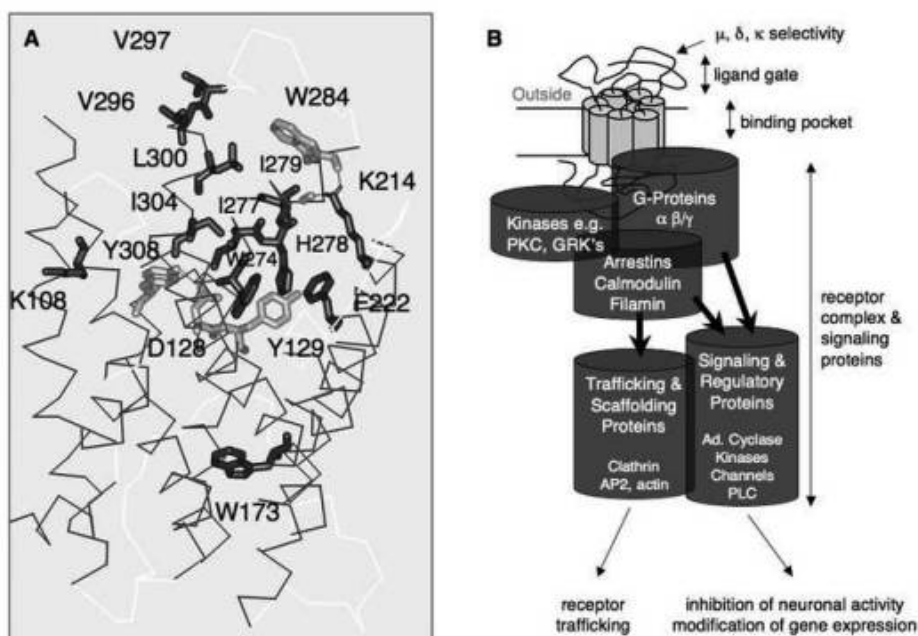 A
V297
V296
W284
L300
I279
K214
I304
I277
Y308
H278
W274
K108
E222
D128
Y129
W173
B
μ, δ, κ selectivity
ligand gate
Outside
binding pocket
G-Proteins
α β/γ
Kinases e.g.
PKC, GRK's
Arrestins
Calmodulin
Filamin
receptor
complex &
signaling
proteins
Trafficking &
Scaffolding
Proteins
Clathrin
AP2, actin
Signaling &
Regulatory
Proteins
Ad. Cyclase
Kinases
Channels
PLC
receptor
trafficking
inhibition of neuronal activity
modification of gene expression